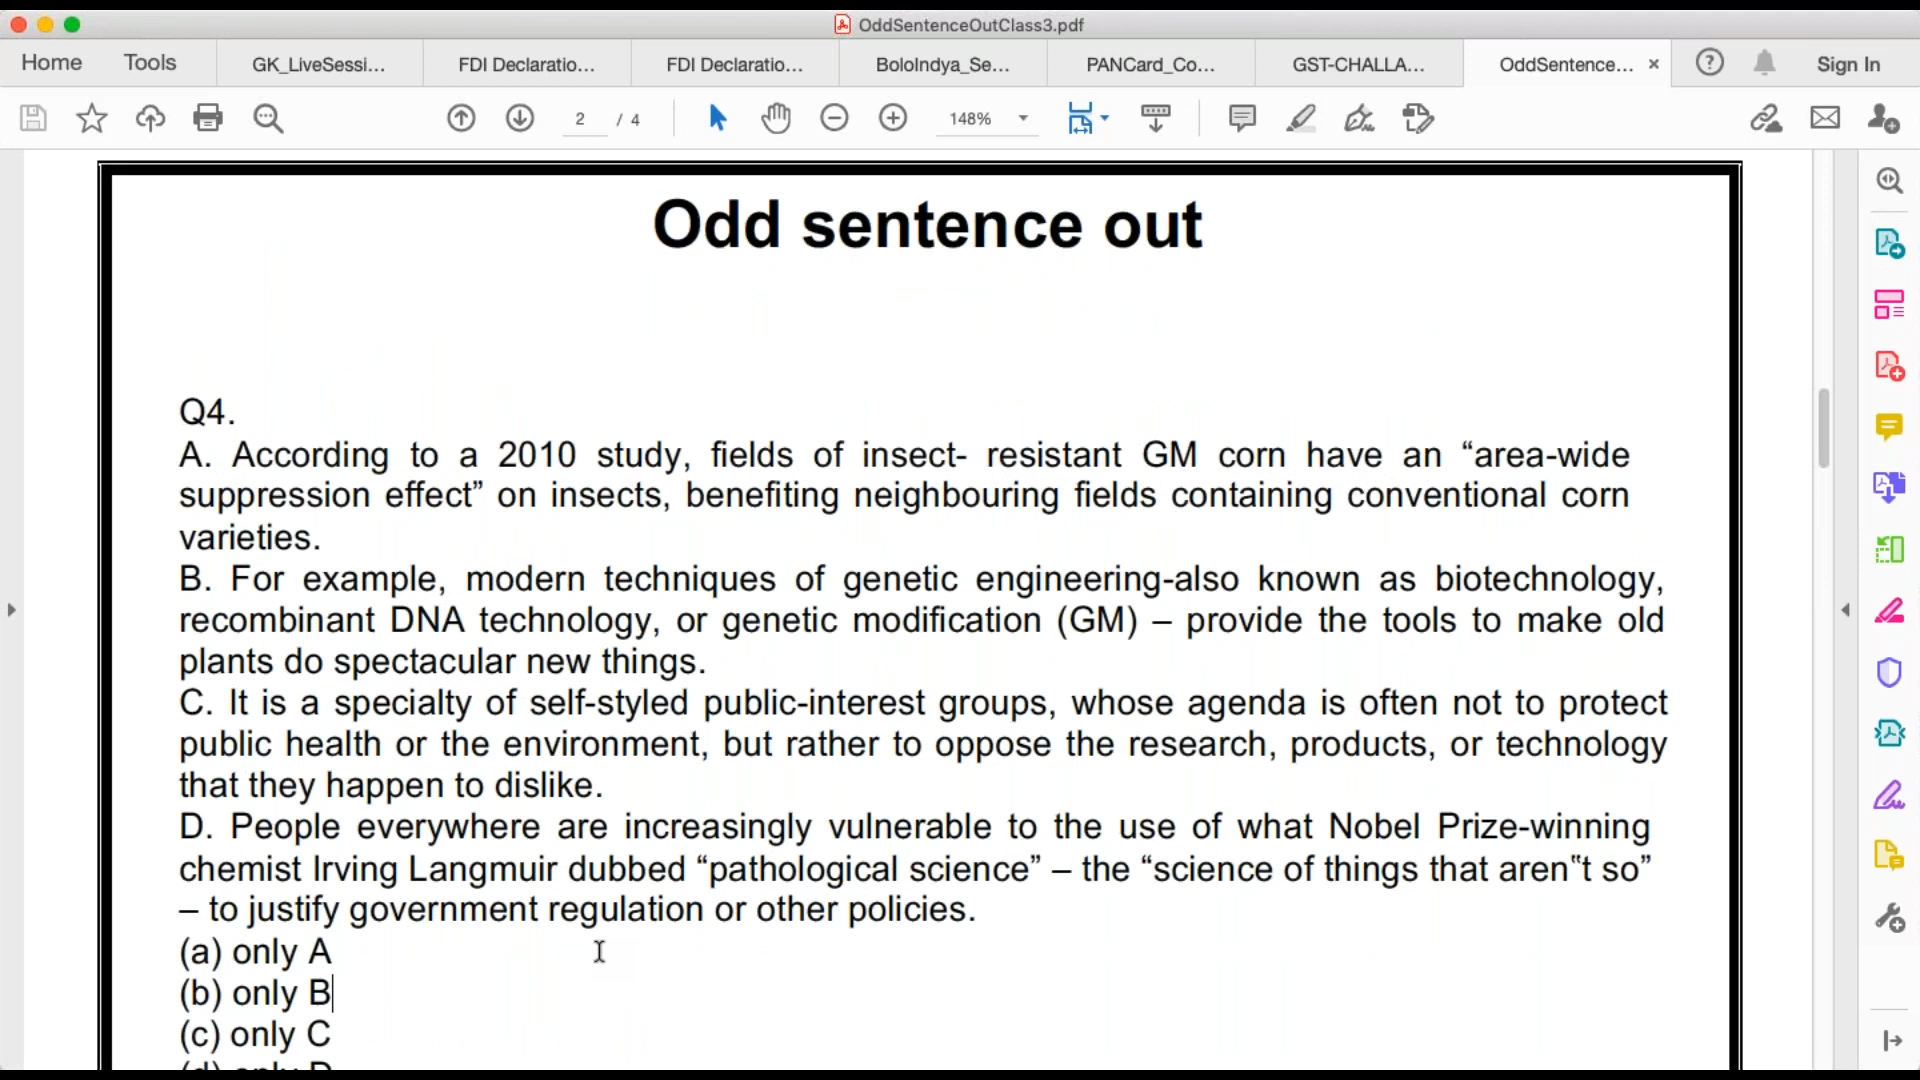 OddSentenceOutClass3.pdf
Home Tools GK_LiveSessi... FDI Declaratio... FDI Declaratio... BoloIndya_Se... PANCard_Co... GST-CHALLA... OddSentence... × ? Sign In
2 / 4 148%
Odd sentence out
Q4.
A. According to a 2010 study, fields of insect- resistant GM corn have an “area-wide
suppression effect” on insects, benefiting neighbouring fields containing conventional corn
varieties.
B. For example, modern techniques of genetic engineering-also known as biotechnology,
recombinant DNA technology, or genetic modification (GM) – provide the tools to make old
plants do spectacular new things.
C. It is a specialty of self-styled public-interest groups, whose agenda is often not to protect
public health or the environment, but rather to oppose the research, products, or technology
that they happen to dislike.
D. People everywhere are increasingly vulnerable to the use of what Nobel Prize-winning
chemist Irving Langmuir dubbed “pathological science” – the “science of things that aren‟t so”
– to justify government regulation or other policies.
(a) only A
(b) only B
(c) only C
(d) only D